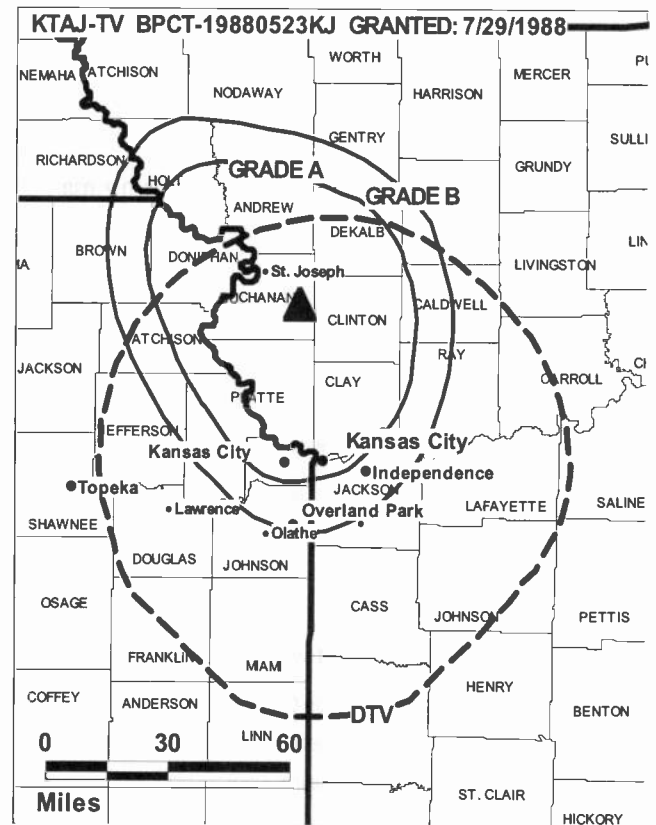 KTAJ-TV BPCT-19880523KJ GRANTED: 7/29/1988
WORTH
NEMAHA
ATCHISON
NODAWAY
HARRISON
MERCER
GENTRY
SULLI
RICHARDSON
GRUNDY
HOLT
GRADE A
GRADE B
ANDREW
DEKALB
BROWN
DONIPHAN
LIVINGSTON
LIN
St. Joseph
BUCHANAN
CALDWELL
CLINTON
ATCHISON
RAY
JACKSON
CLAY
CARROLL
PLATTE
EFFERSON
Kansas City
Kansas City
Independence
Topeka
JACKSON
Lawrence
Overland Park
LAFAYETTE
SALINE
SHAWNEE
Olathe
DOUGLAS
JOHNSON
OSAGE
CASS
JOHNSON
PETTIS
FRANKLIN
MIAMI
HENRY
COFFEY
ANDERSON
DTV
BENTON
LINN
0 30 60
Miles
ST. CLAIR
HICKORY